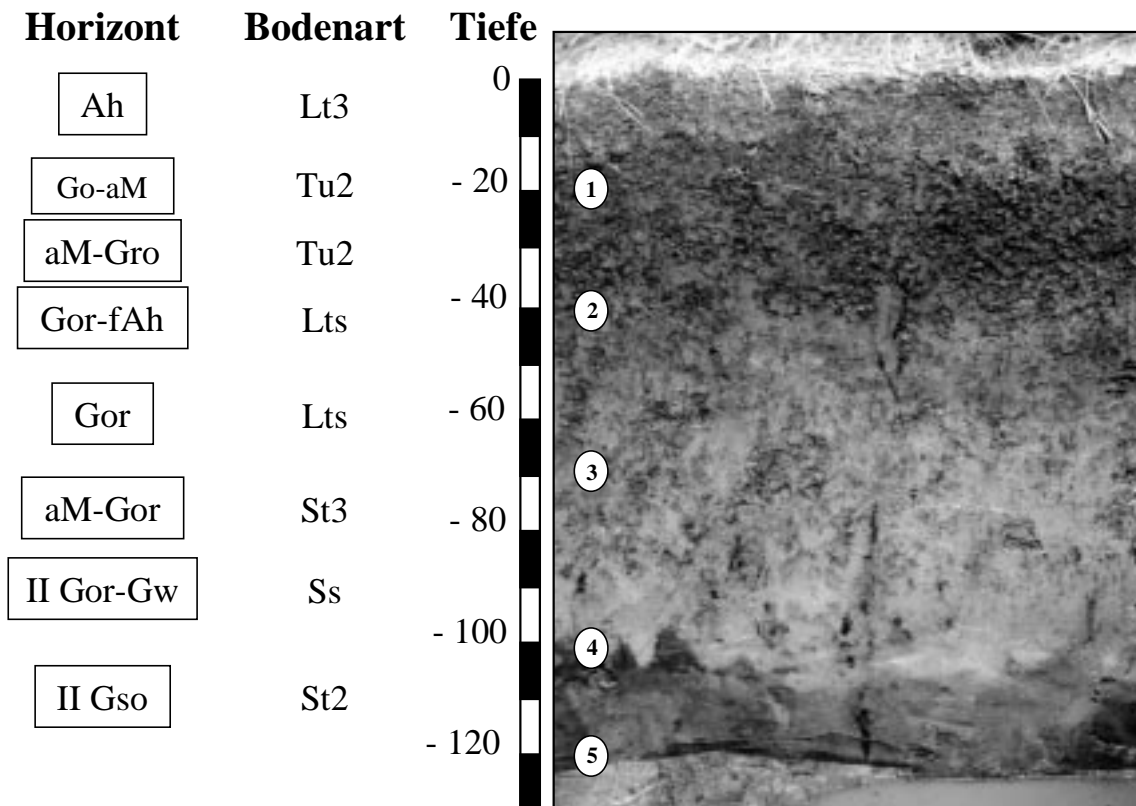 Horizont Bodenart Tiefe
0
Ah Lt3
Go-aM Tu2 - 20
1
aM-Gro Tu2
Gor-fAh Lts - 40
2
Gor Lts - 60
3
aM-Gor St3 - 80
II Gor-Gw Ss
- 100
4
II Gso St2
- 120
5